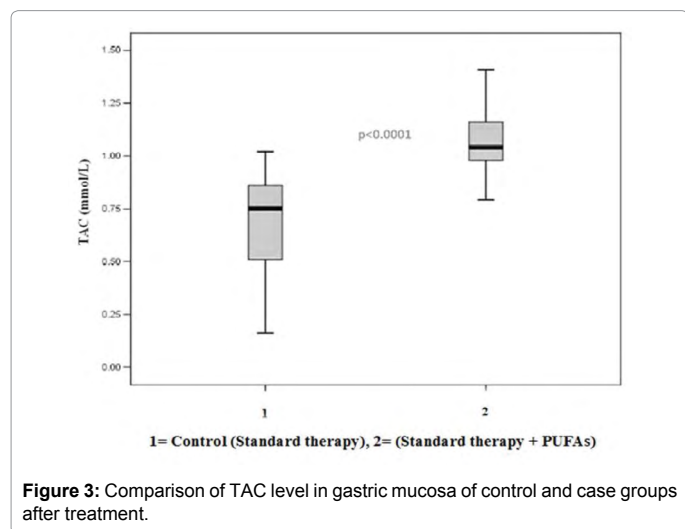 1.50
1.25
p<0.0001
1.00
TAC (mmol/L)
0.75
0.50
0.25
0.00
1
2
1= Control (Standard therapy), 2= (Standard therapy + PUFAs)
Figure 3: Comparison of TAC level in gastric mucosa of control and case groups
after treatment.